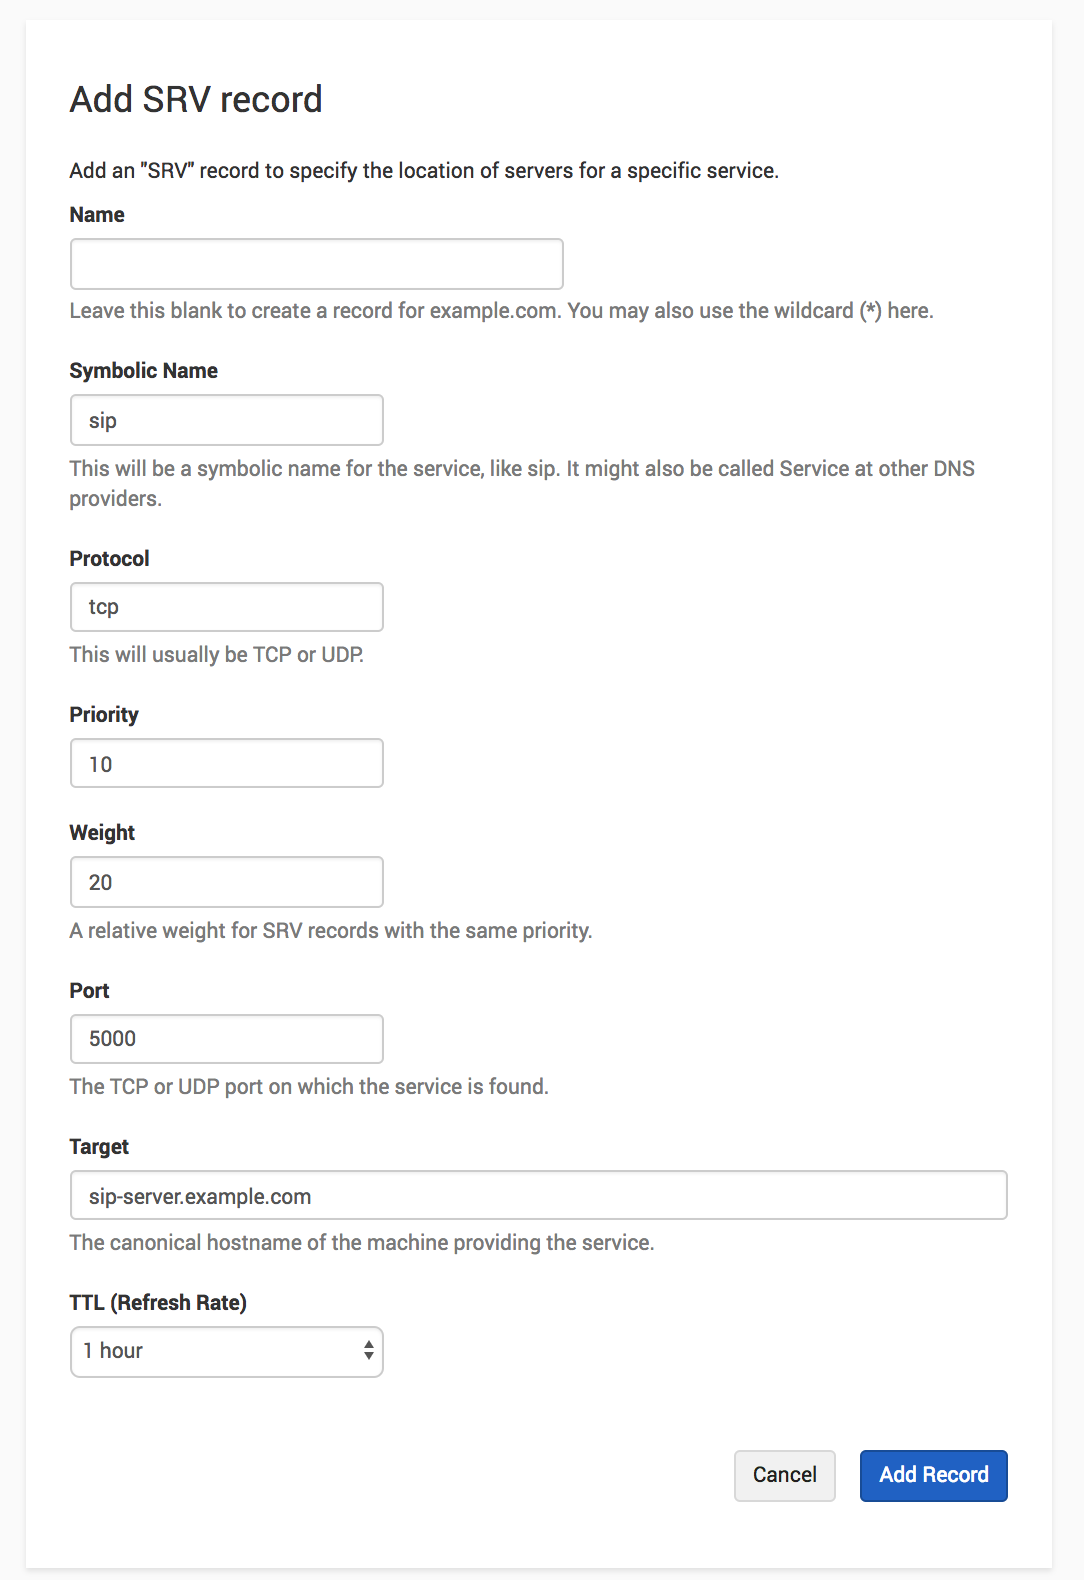 Add SRV record
Add an "SRV" record to specify the location of servers for a specific service.
Name
Leave this blank to create a record for example.com. You may also use the wildcard (*) here.
Symbolic Name
sip
This will be a symbolic name for the service, like sip. It might also be called Service at other DNS
providers.
Protocol
tcp
This will usually be TCP or UDP.
Priority
10
Weight
20
A relative weight for SRV records with the same priority.
Port
5000
The TCP or UDP port on which the service is found.
Target
sip-server.example.com
The canonical hostname of the machine providing the service.
TTL (Refresh Rate)
1 hour
Cancel
Add Record